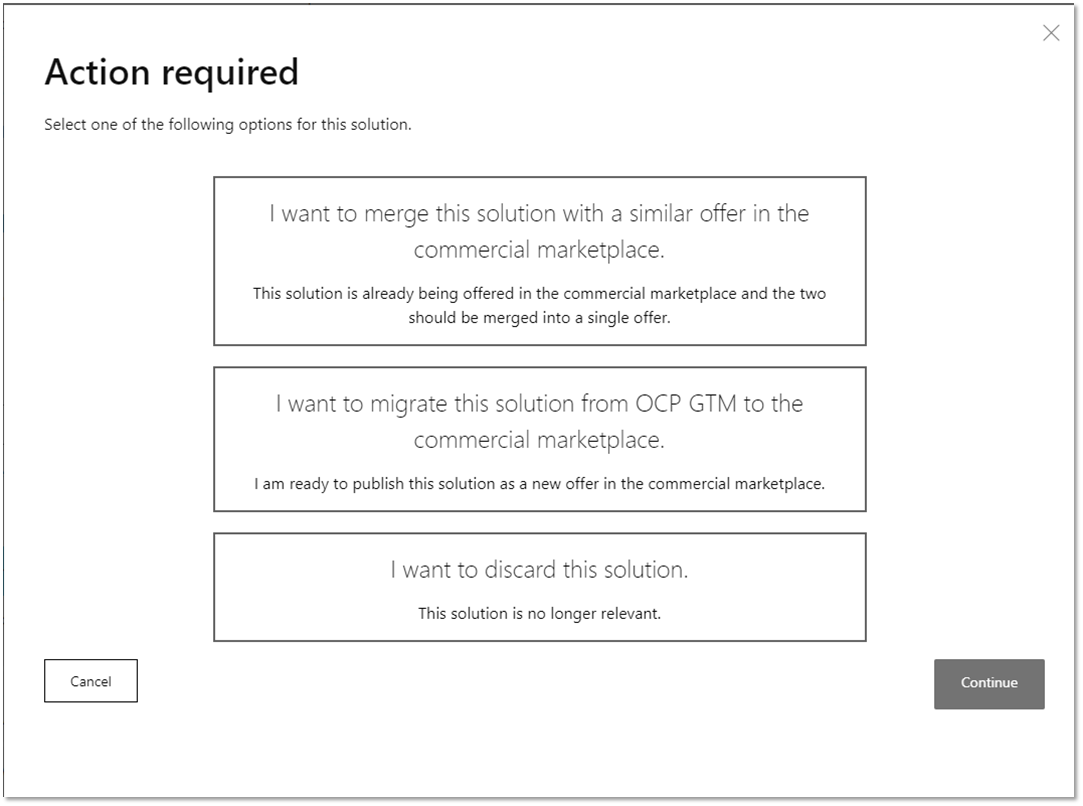 Action required
Select one of the following options for this solution.
I want to merge this solution with a similar offer in the
commercial marketplace.
This solution is already being offered in the commercial marketplace and the two
should be merged into a single offer.
I want to migrate this solution from OCP GTM to the
commercial marketplace.
I am ready to publish this solution as a new offer in the commercial marketplace.
I want to discard this solution.
This solution is no longer relevant.
Cancel
Continue